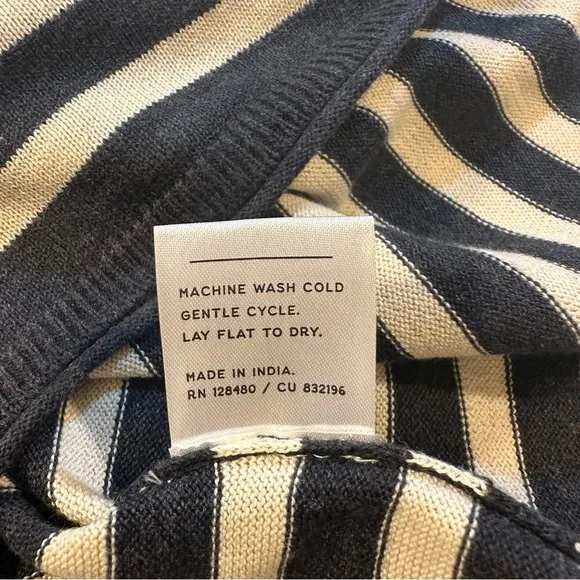 MACHINE WASH COLD
GENTLE CYCLE.
LAY FLAT TO DRY.
MADE IN INDIA.
RN 128480 / CU 832196